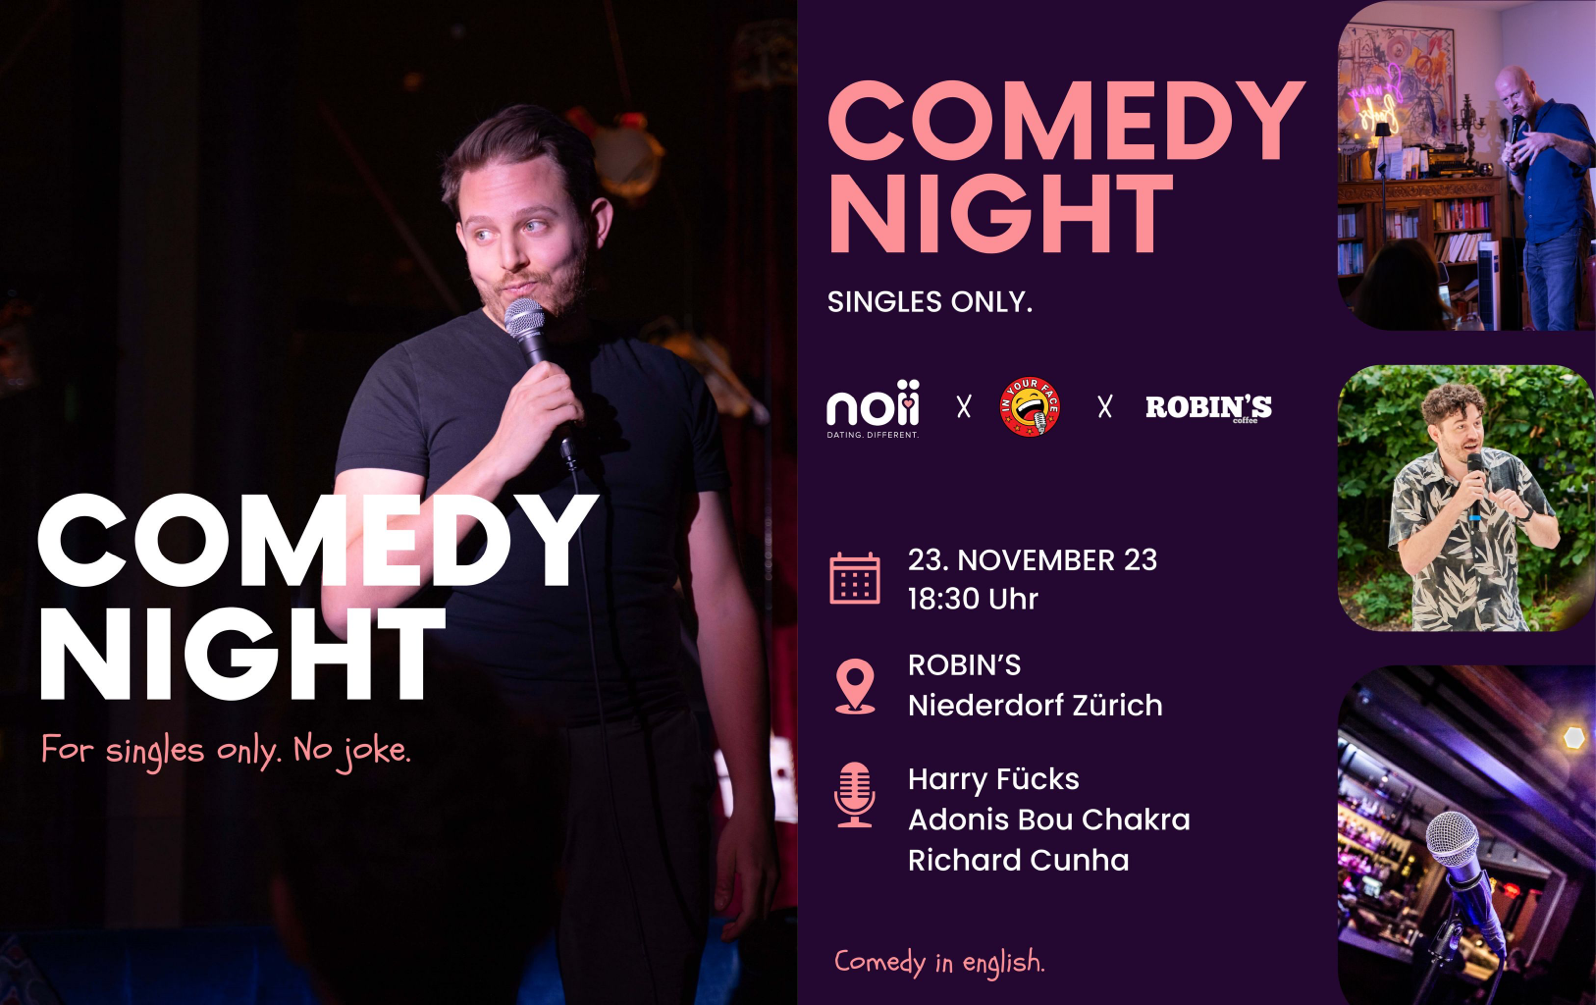 COMEDY
NIGHT
For singles only. No joke.
COMEDY
NIGHT
SINGLES ONLY.
noii
DATING. DIFFERENT.
X
IN YOUR FACE
X
ROBIN'S
coffee
23. NOVEMBER 23
18:30 Uhr
ROBIN’S
Niederdorf Zürich
Harry Fücks
Adonis Bou Chakra
Richard Cunha
Comedy in english.